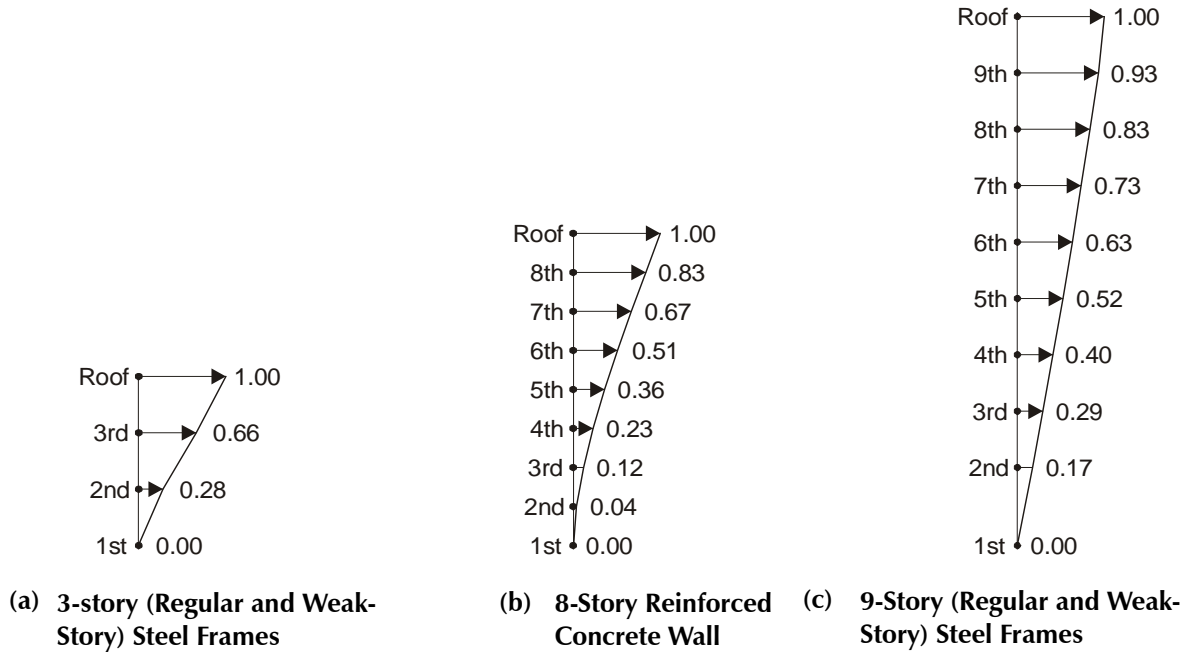 Roof 1.00
3rd 0.66
2nd 0.28
1st 0.00
(a) 3-story (Regular and Weak-
Story) Steel Frames
Roof 1.00
8th 0.83
7th 0.67
6th 0.51
5th 0.36
4th 0.23
3rd 0.12
2nd 0.04
1st 0.00
(b) 8-Story Reinforced
Concrete Wall
Roof 1.00
9th 0.93
8th 0.83
7th 0.73
6th 0.63
5th 0.52
4th 0.40
3rd 0.29
2nd 0.17
1st 0.00
(c) 9-Story (Regular and Weak-
Story) Steel Frames